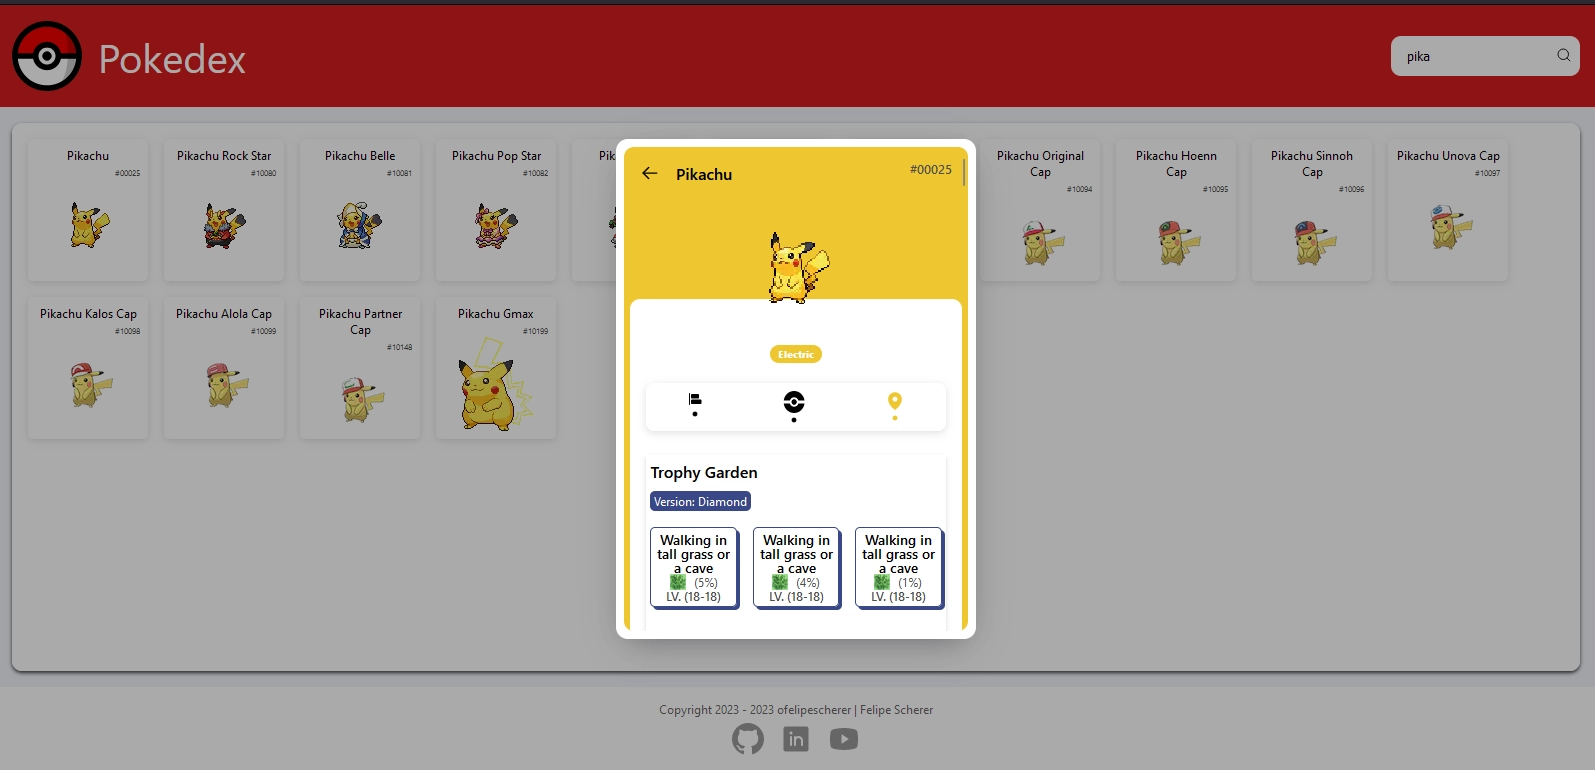 Pokedex
pika
Pikachu
#00025
Pikachu Rock Star
#10080
Pikachu Belle
#10081
Pikachu Pop Star
#10082
Pikachu Original
Cap
#10094
Pikachu Hoenn
Cap
#10095
Pikachu Sinnoh
Cap
#10096
Pikachu Unova Cap
#10097
Pikachu Kalos Cap
#10098
Pikachu Alola Cap
#10099
Pikachu Partner
Cap
#10148
Pikachu Gmax
#10199
Pikachu
#00025
Electric
Trophy Garden
Version: Diamond
Walking in
tall grass or
a cave
(5%)
LV. (18-18)
Walking in
tall grass or
a cave
(4%)
LV. (18-18)
Walking in
tall grass or
a cave
(1%)
LV. (18-18)
Copyright 2023 - 2023 ofelipescherer | Felipe Scherer
in